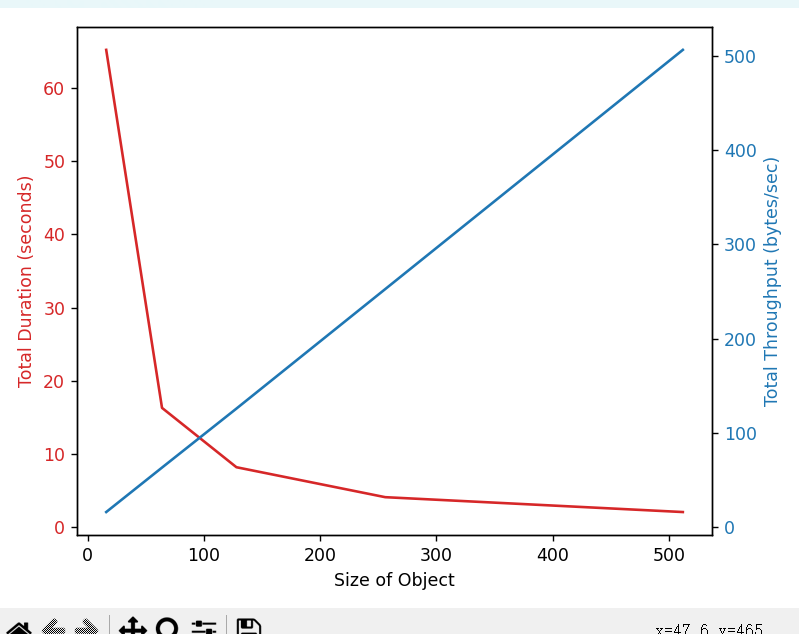 Total Duration (seconds)
60
50
40
30
20
10
0
0 100 200 300 400 500
Size of Object
500
400
300
200
100
0
Total Throughput (bytes/sec)
x=47.6 y=465